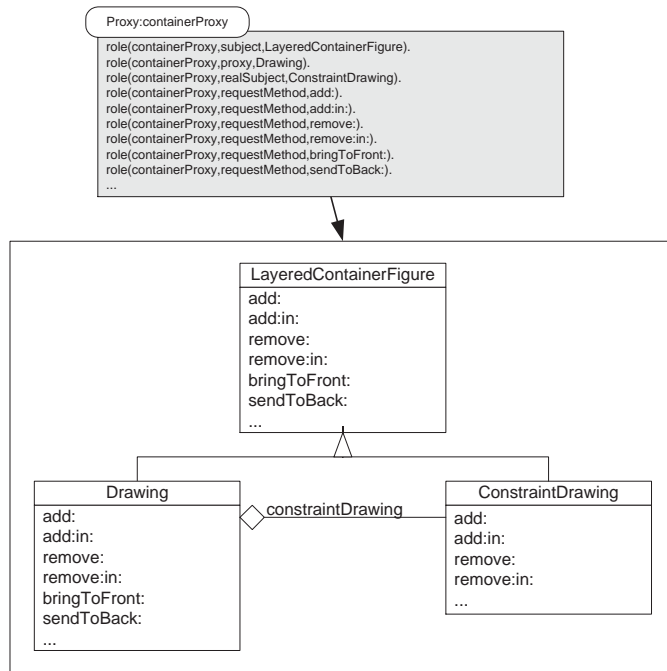 Proxy:containerProxy
role(containerProxy,subject,LayeredContainerFigure).
role(containerProxy,proxy,Drawing).
role(containerProxy,realSubject,ConstraintDrawing).
role(containerProxy,requestMethod,add:).
role(containerProxy,requestMethod,add:in:).
role(containerProxy,requestMethod,remove:).
role(containerProxy,requestMethod,remove:in:).
role(containerProxy,requestMethod,bringToFront:).
role(containerProxy,requestMethod,sendToBack:).
...
LayeredContainerFigure
add:
add:in:
remove:
remove:in:
bringToFront:
sendToBack:
...
Drawing
add:
add:in:
remove:
remove:in:
bringToFront:
sendToBack:
...
constraintDrawing
ConstraintDrawing
add:
add:in:
remove:
remove:in:
...